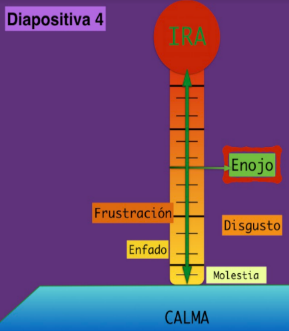 Diapositiva 4
IRA
Enojo
Frustración
Disgusto
Enfado
Molestia
CALMA